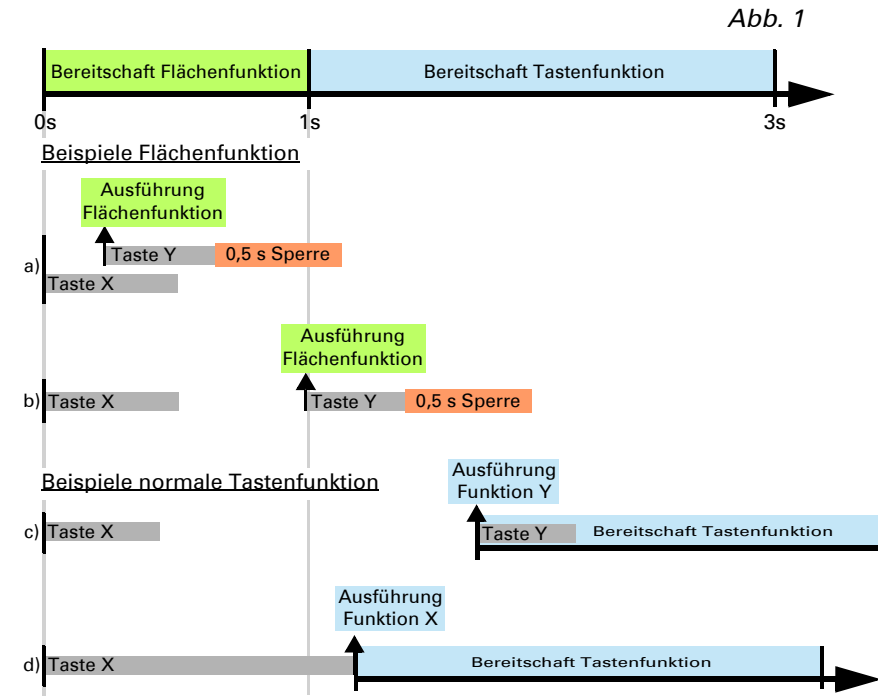 Abb. 1
Bereitschaft Flächenfunktion
Bereitschaft Tastenfunktion
0s
1s
3s
Beispiele Flächenfunktion
Ausführung
Flächenfunktion
a)
Taste Y
0,5 s Sperre
Taste X
Ausführung
Flächenfunktion
b)
Taste X
Taste Y
0,5 s Sperre
Beispiele normale Tastenfunktion
Ausführung
Funktion Y
c)
Taste X
Taste Y
Bereitschaft Tastenfunktion
Ausführung
Funktion X
d)
Taste X
Bereitschaft Tastenfunktion